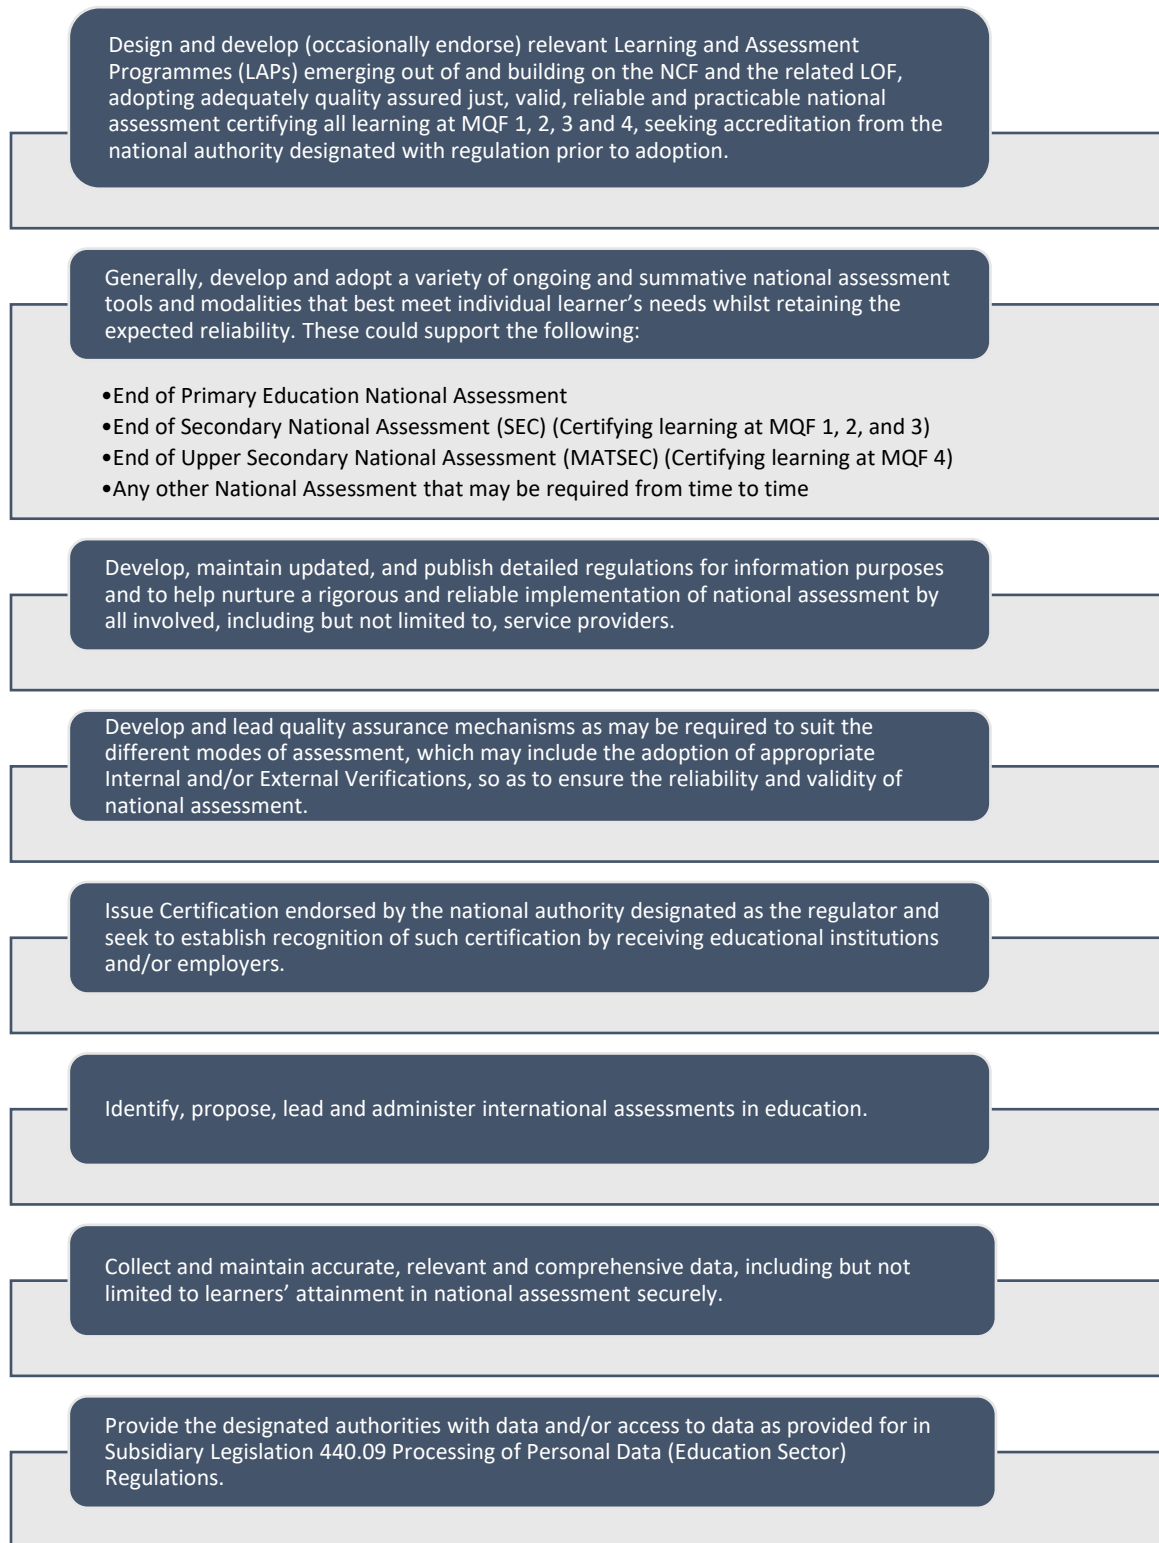 Design and develop (occasionally endorse) relevant Learning and Assessment
Programmes (LAPs) emerging out of and building on the NCF and the related LOF,
adopting adequately quality assured just, valid, reliable and practicable national
assessment certifying all learning at MQF 1, 2, 3 and 4, seeking accreditation from the
national authority designated with regulation prior to adoption.
Generally, develop and adopt a variety of ongoing and summative national assessment
tools and modalities that best meet individual learner’s needs whilst retaining the
expected reliability. These could support the following:
•End of Primary Education National Assessment
•End of Secondary National Assessment (SEC) (Certifying learning at MQF 1, 2, and 3)
•End of Upper Secondary National Assessment (MATSEC) (Certifying learning at MQF 4)
•Any other National Assessment that may be required from time to time
Develop, maintain updated, and publish detailed regulations for information purposes
and to help nurture a rigorous and reliable implementation of national assessment by
all involved, including but not limited to, service providers.
Develop and lead quality assurance mechanisms as may be required to suit the
different modes of assessment, which may include the adoption of appropriate
Internal and/or External Verifications, so as to ensure the reliability and validity of
national assessment.
Issue Certification endorsed by the national authority designated as the regulator and
seek to establish recognition of such certification by receiving educational institutions
and/or employers.
Identify, propose, lead and administer international assessments in education.
Collect and maintain accurate, relevant and comprehensive data, including but not
limited to learners’ attainment in national assessment securely.
Provide the designated authorities with data and/or access to data as provided for in
Subsidiary Legislation 440.09 Processing of Personal Data (Education Sector)
Regulations.